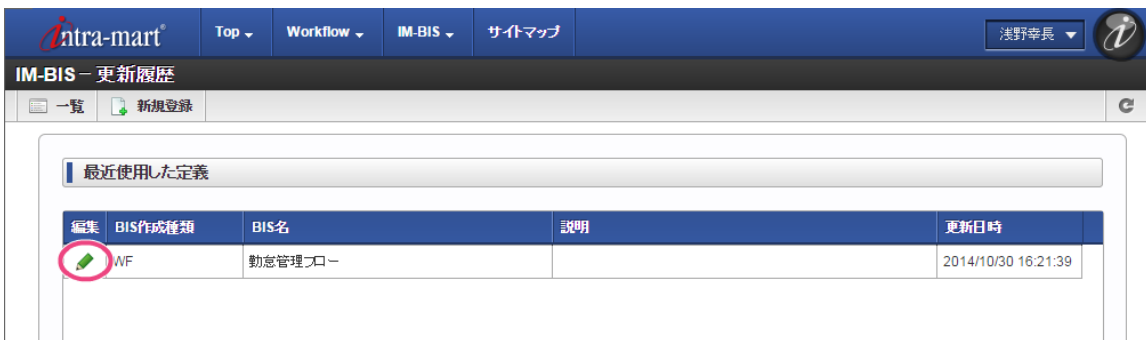 intra-mart® Top Workflow IM-BIS サイトマップ 浅野幸長
IM-BIS－更新履歴
一覧 新規登録
最近使用した定義
編集 BIS作成種類 BIS名 説明 更新日時
WF 勤怠管理フロー 2014/10/30 16:21:39